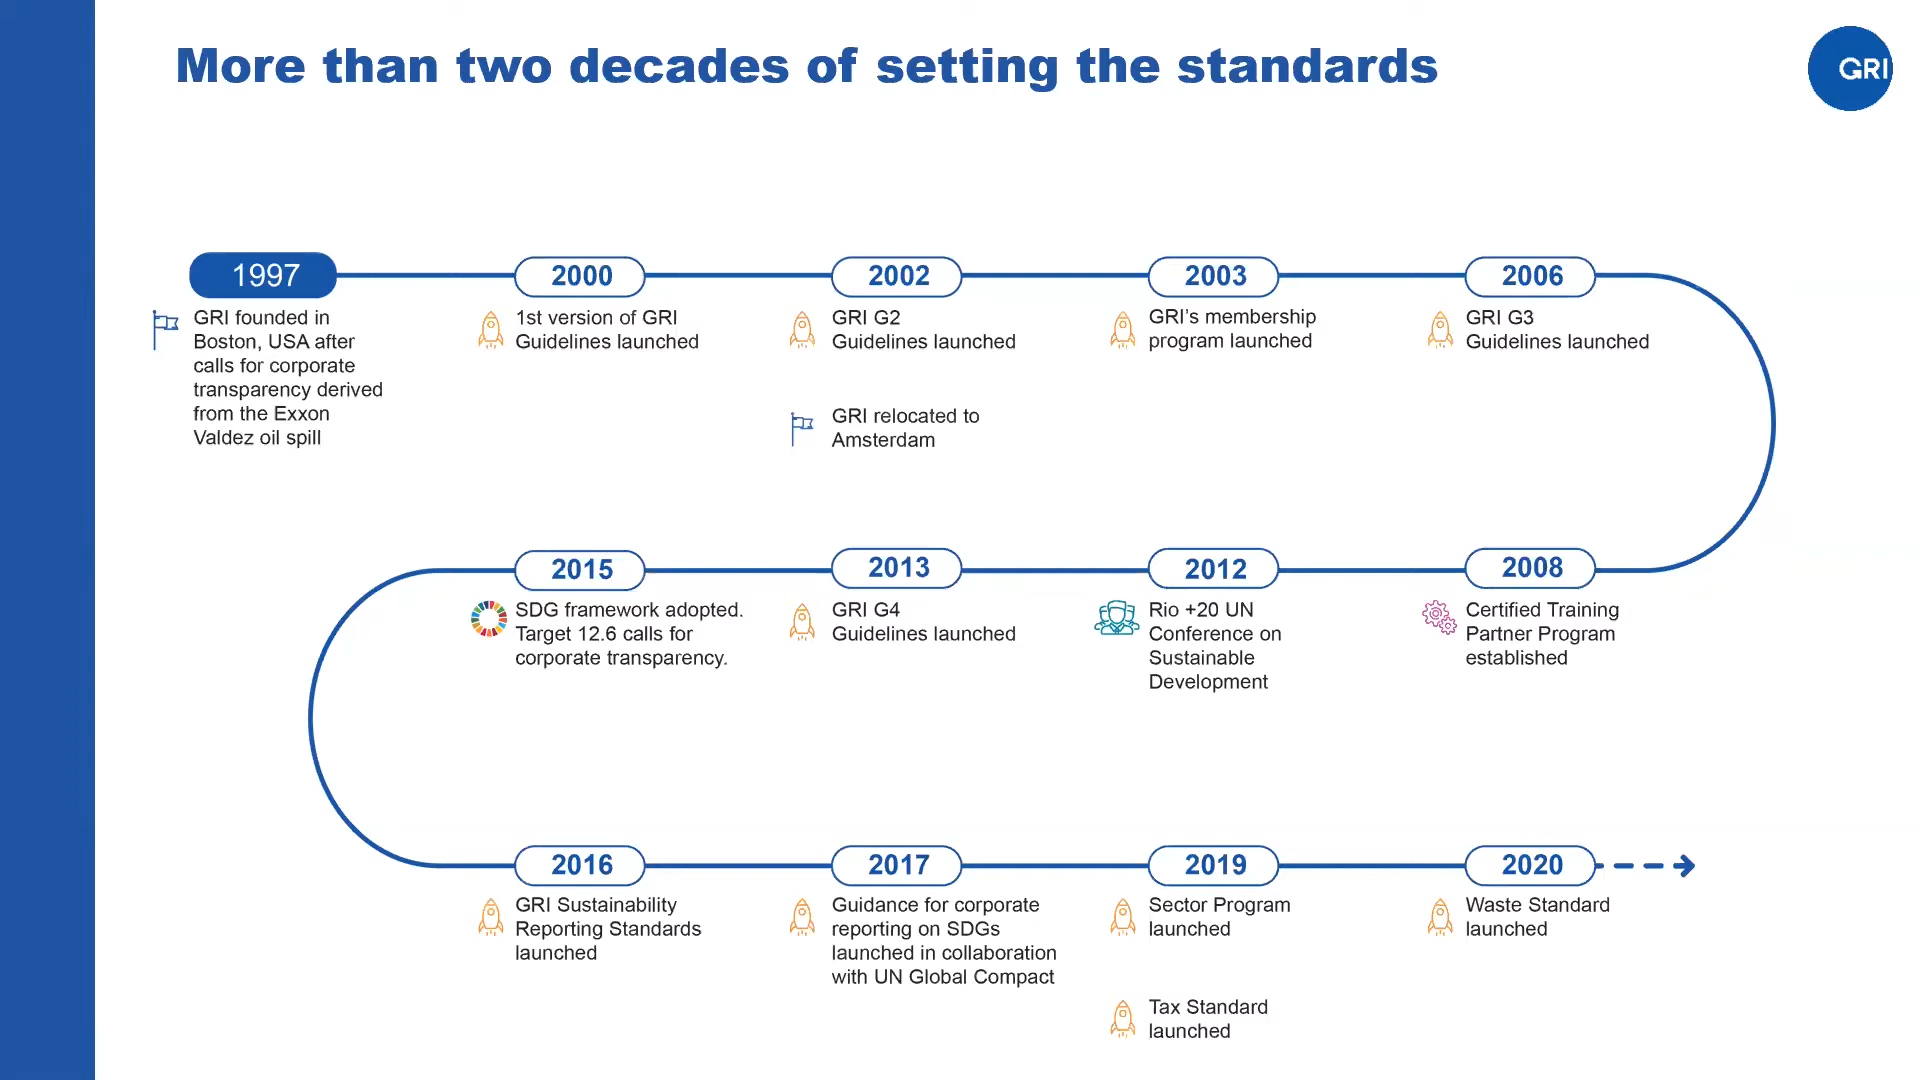 More than two decades of setting the standards
GRI
1997
GRI founded in
Boston, USA after
calls for corporate
transparency derived
from the Exxon
Valdez oil spill
2000
1st version of GRI
Guidelines launched
2002
GRI G2
Guidelines launched
GRI relocated to
Amsterdam
2003
GRI’s membership
program launched
2006
GRI G3
Guidelines launched
2008
Certified Training
Partner Program
established
2012
Rio +20 UN
Conference on
Sustainable
Development
2013
GRI G4
Guidelines launched
2015
SDG framework adopted.
Target 12.6 calls for
corporate transparency.
2016
GRI Sustainability
Reporting Standards
launched
2017
Guidance for corporate
reporting on SDGs
launched in collaboration
with UN Global Compact
2019
Sector Program
launched
Tax Standard
launched
2020
Waste Standard
launched